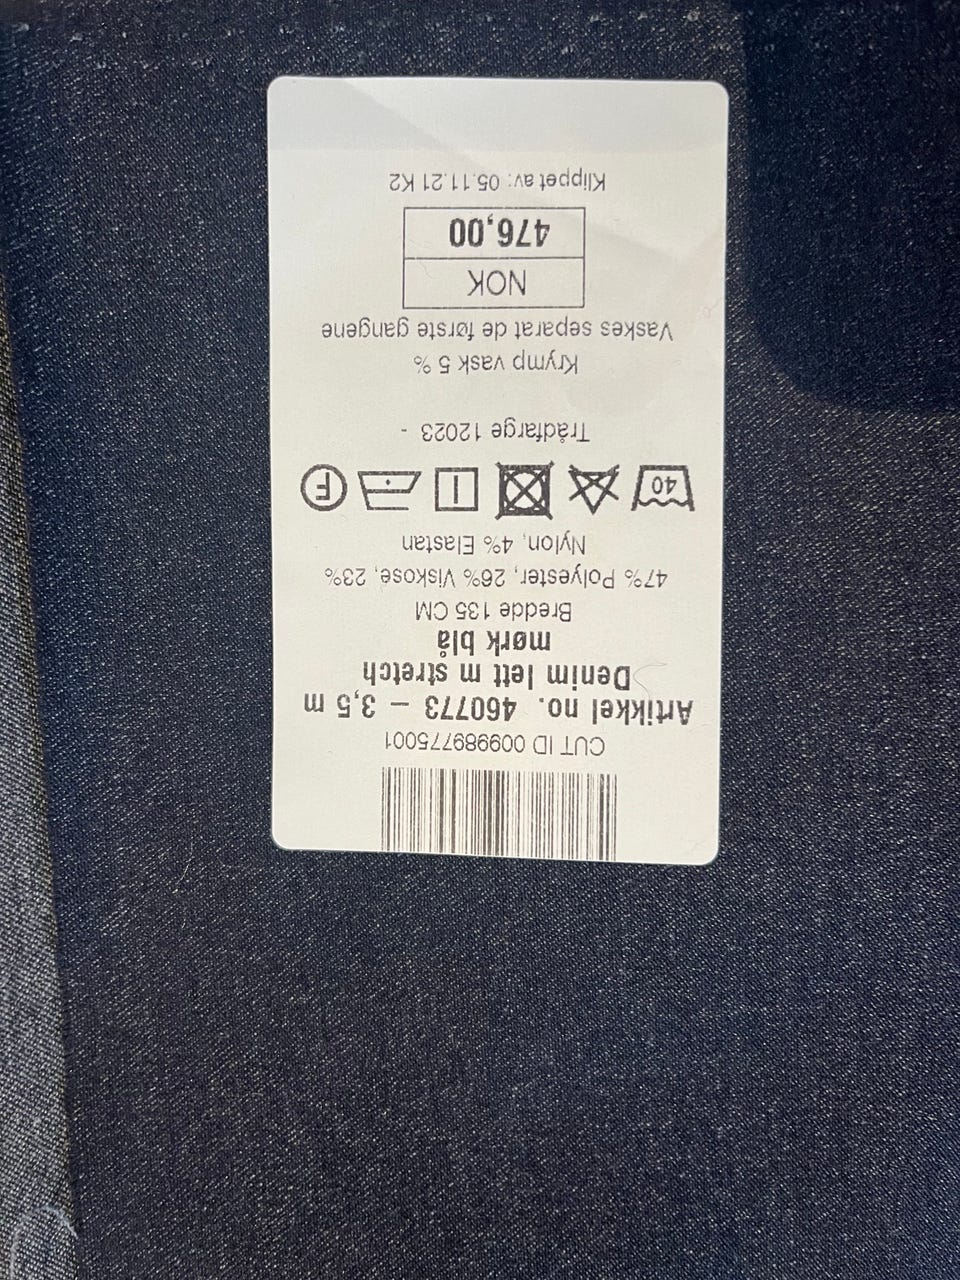 CUT ID 009989775001
Artikkel no. 460773 – 3,5 m
Denim lett m stretch
mørk blå
Bredde 135 CM
47% Polyester, 26% Viskose, 23%
Nylon, 4% Elastan
40 F
Trådfarge 12023 -
Krymp vask 5 %
Vaskes separat de første gangene
NOK
476,00
Klippet av: 05.11.21 K2